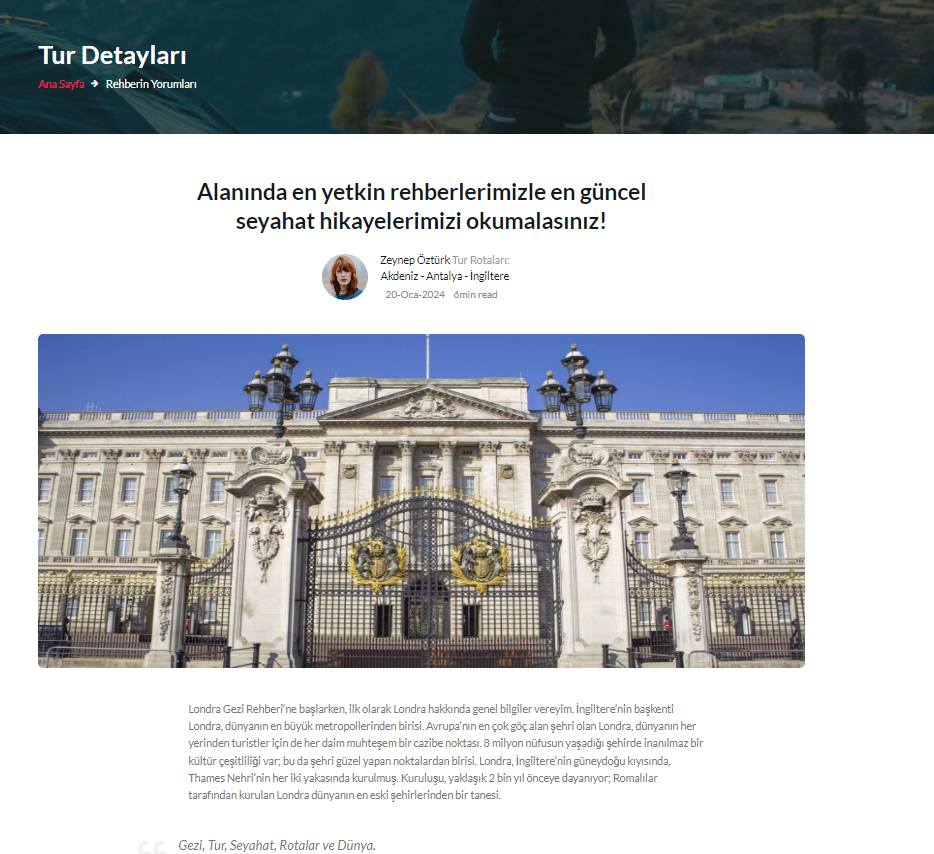 Tur Detayları
Ana Sayfa → Rehberin Yorumları
Alanında en yetkin rehberlerimizle en güncel
seyahat hikayelerimizi okumalasınız!
Zeynep Öztürk Tur Rotaları:
Akdeniz - Antalya - İngiltere
20-Oca-2024 6min read
Londra Gezi Rehberi'ne başlarken, ilk olarak Londra hakkında genel bilgiler vereyim. İngiltere'nin başkenti
Londra, dünyanın en büyük metropollerinden birisi. Avrupa'nın en çok göç alan şehri olan Londra, dünyanın her
yerinden turistler için de her daim muhteşem bir cazibe noktası. 8 milyon nüfusun yaşadığı şehirde inanılmaz bir
kültür çeşitliliği var; bu da şehri güzel yapan noktalardan birisi. Londra, İngiltere'nin güneydoğu kıyısında,
Thames Nehri'nin her iki yakasında kurulmuş. Kuruluşu, yaklaşık 2 bin yıl önceye dayanıyor; Romalılar
tarafından kurulan Londra dünyanın en eski şehirlerinden bir tanesi.
Gezi, Tur, Seyahat, Rotalar ve Dünya.